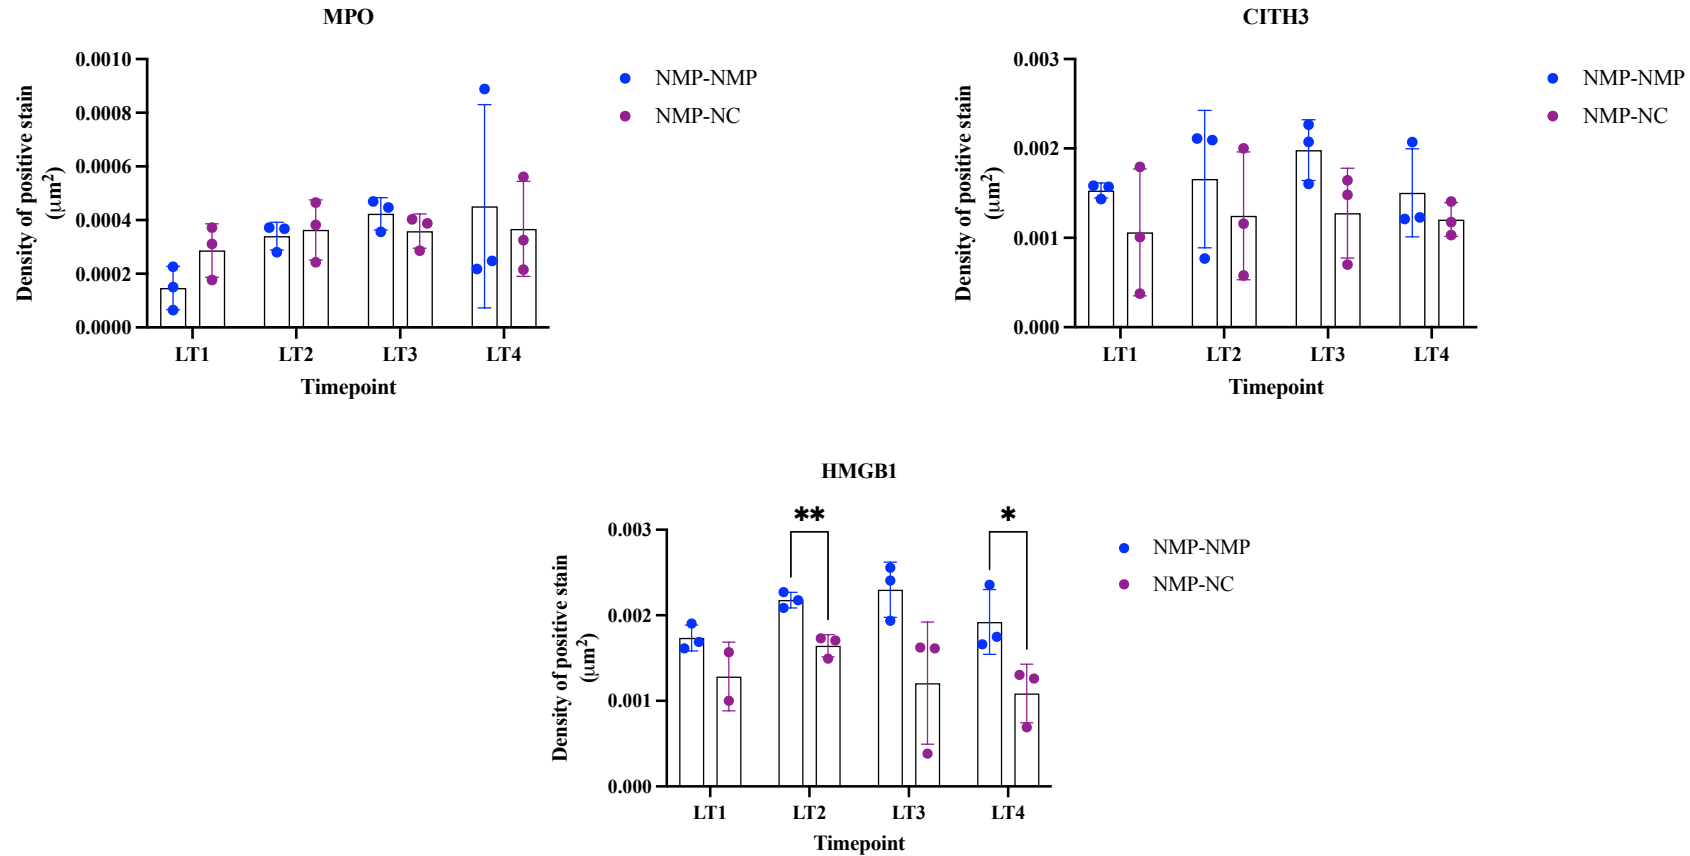 MPO
0.0010
0.0008
0.0006
0.0004
0.0002
0.0000
Density of positive stain
(μm²)
LT1 LT2 LT3 LT4
Timepoint
NMP-NMP
NMP-NC
CITH3
0.003
0.002
0.001
0.000
Density of positive stain
(μm²)
LT1 LT2 LT3 LT4
Timepoint
NMP-NMP
NMP-NC
HMGB1
** *
0.003
0.002
0.001
0.000
Density of positive stain
(μm²)
LT1 LT2 LT3 LT4
Timepoint
NMP-NMP
NMP-NC